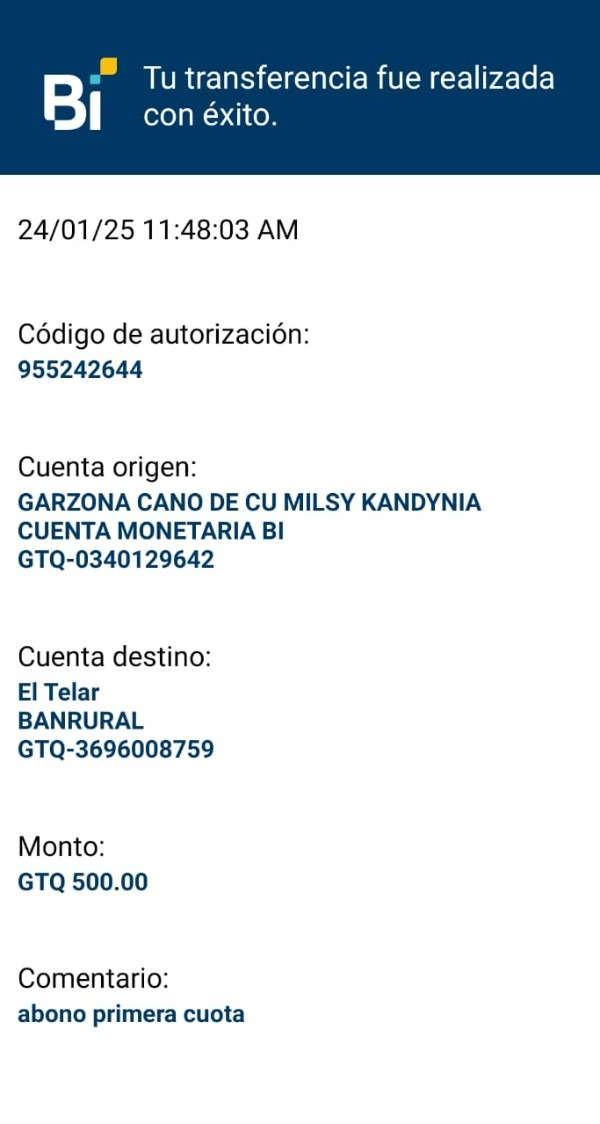 Bi
Tu transferencia fue realizada
con éxito.
24/01/25 11:48:03 AM
Código de autorización:
955242644
Cuenta origen:
GARZONA CANO DE CU MILSY KANDYNIA
CUENTA MONETARIA BI
GTQ-0340129642
Cuenta destino:
El Telar
BANRURAL
GTQ-3696008759
Monto:
GTQ 500.00
Comentario:
abono primera cuota